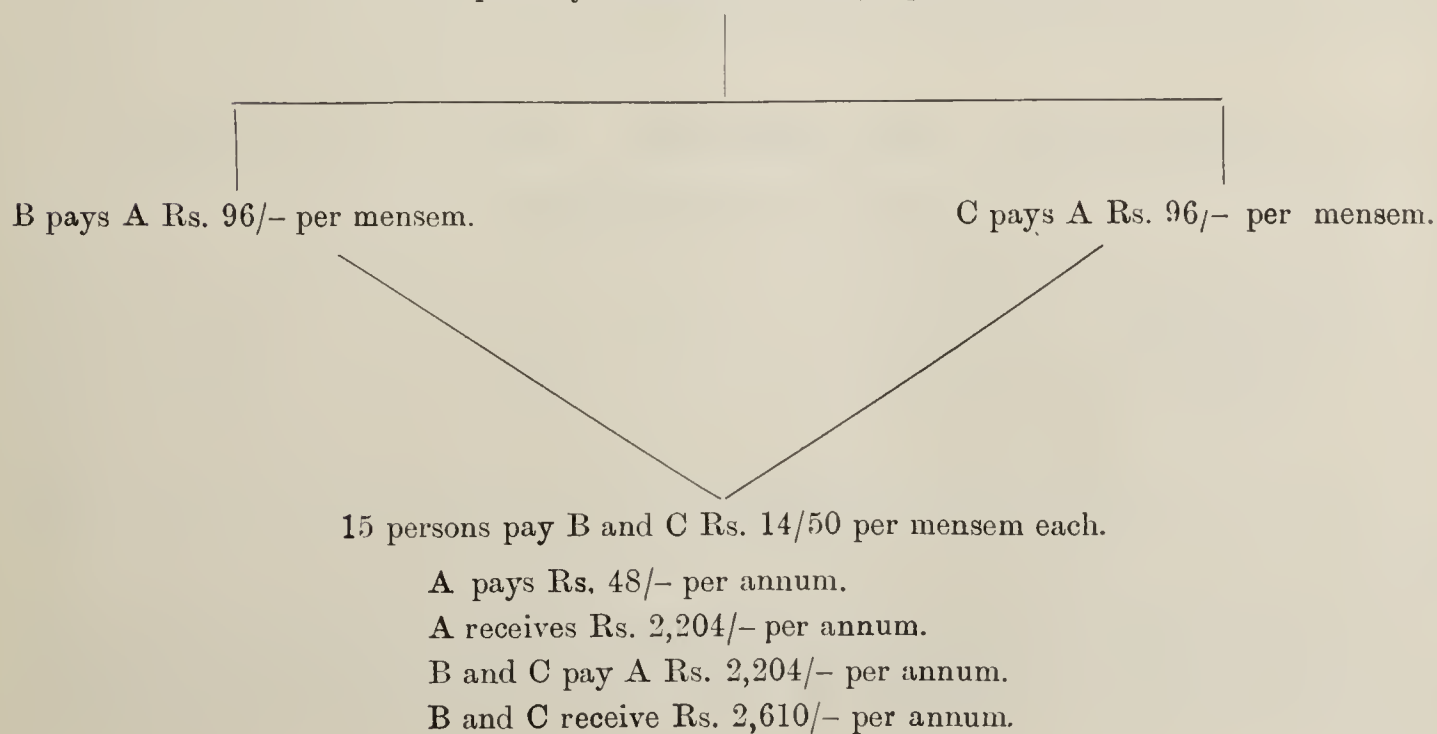 B pays A Rs. 96/– per mensem.
C pays A Rs. 96/– per mensem.
15 persons pay B and C Rs. 14/50 per mensem each.
A pays Rs, 48/– per annum.
A receives Rs. 2,204/– per annum.
B and C pay A Rs. 2,204/– per annum.
B and C receive Rs. 2,610/– per annum.